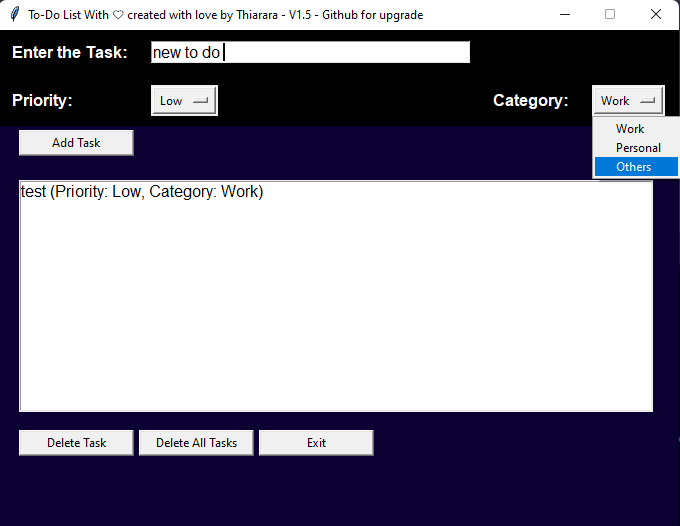 To-Do List With ♡ created with love by Thiarara - V1.5 - Github for upgrade
Enter the Task: new to do
Priority: Low Category: Work
Work
Personal
Others
Add Task
test (Priority: Low, Category: Work)
Delete Task Delete All Tasks Exit